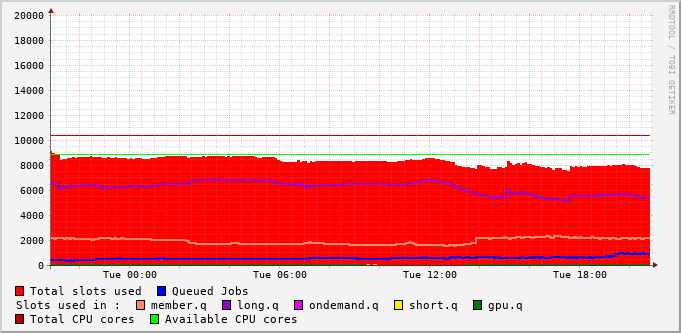 20000
18000
16000
14000
12000
10000
8000
6000
4000
2000
0
Tue 00:00 Tue 06:00 Tue 12:00 Tue 18:00
Total slots used Queued Jobs
Slots used in : member.q long.q ondemand.q short.q gpu.q
Total CPU cores Available CPU cores
RRDTOOL / TOBI OETIKER